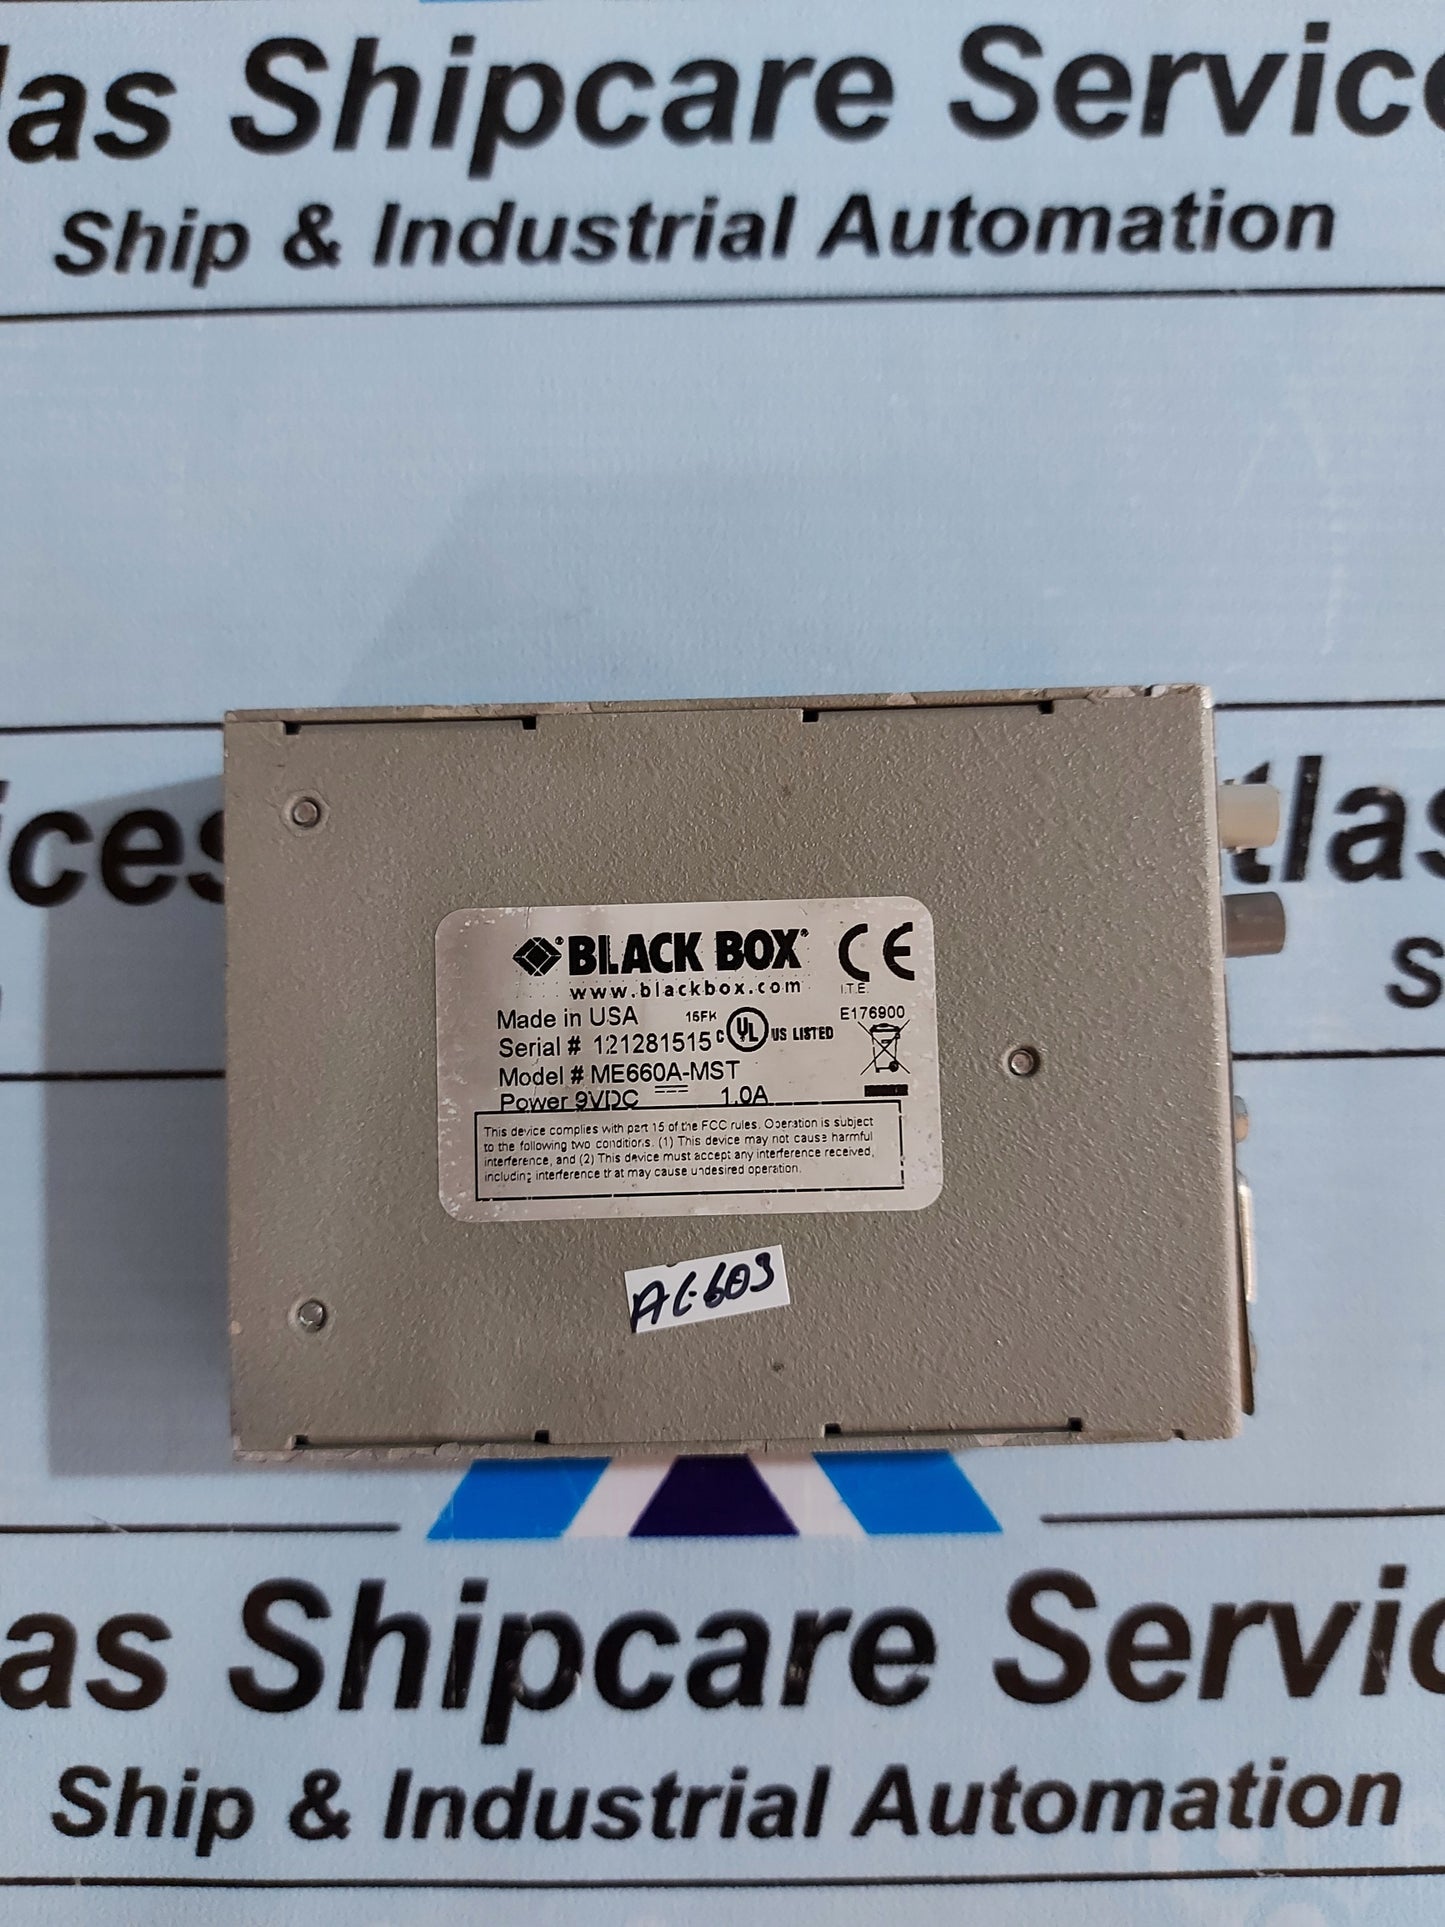 las Shipcare Service
Ship & Industrial Automation
ices
tlas
S
BLACK BOX®
www.blackbox.com
CE
I.T.E.
Made in USA 15FK
C UL US LISTED
E176900
Serial # 121281515
Model # ME660A-MST
Power 9VDC 1.0A
This device complies with part 15 of the FCC rules. Operation is subject
to the following two conditions. (1) This device may not cause harmful
interference, and (2) This device must accept any interference received,
including interference that may cause undesired operation.
as Shipcare Servic
Ship & Industrial Automation